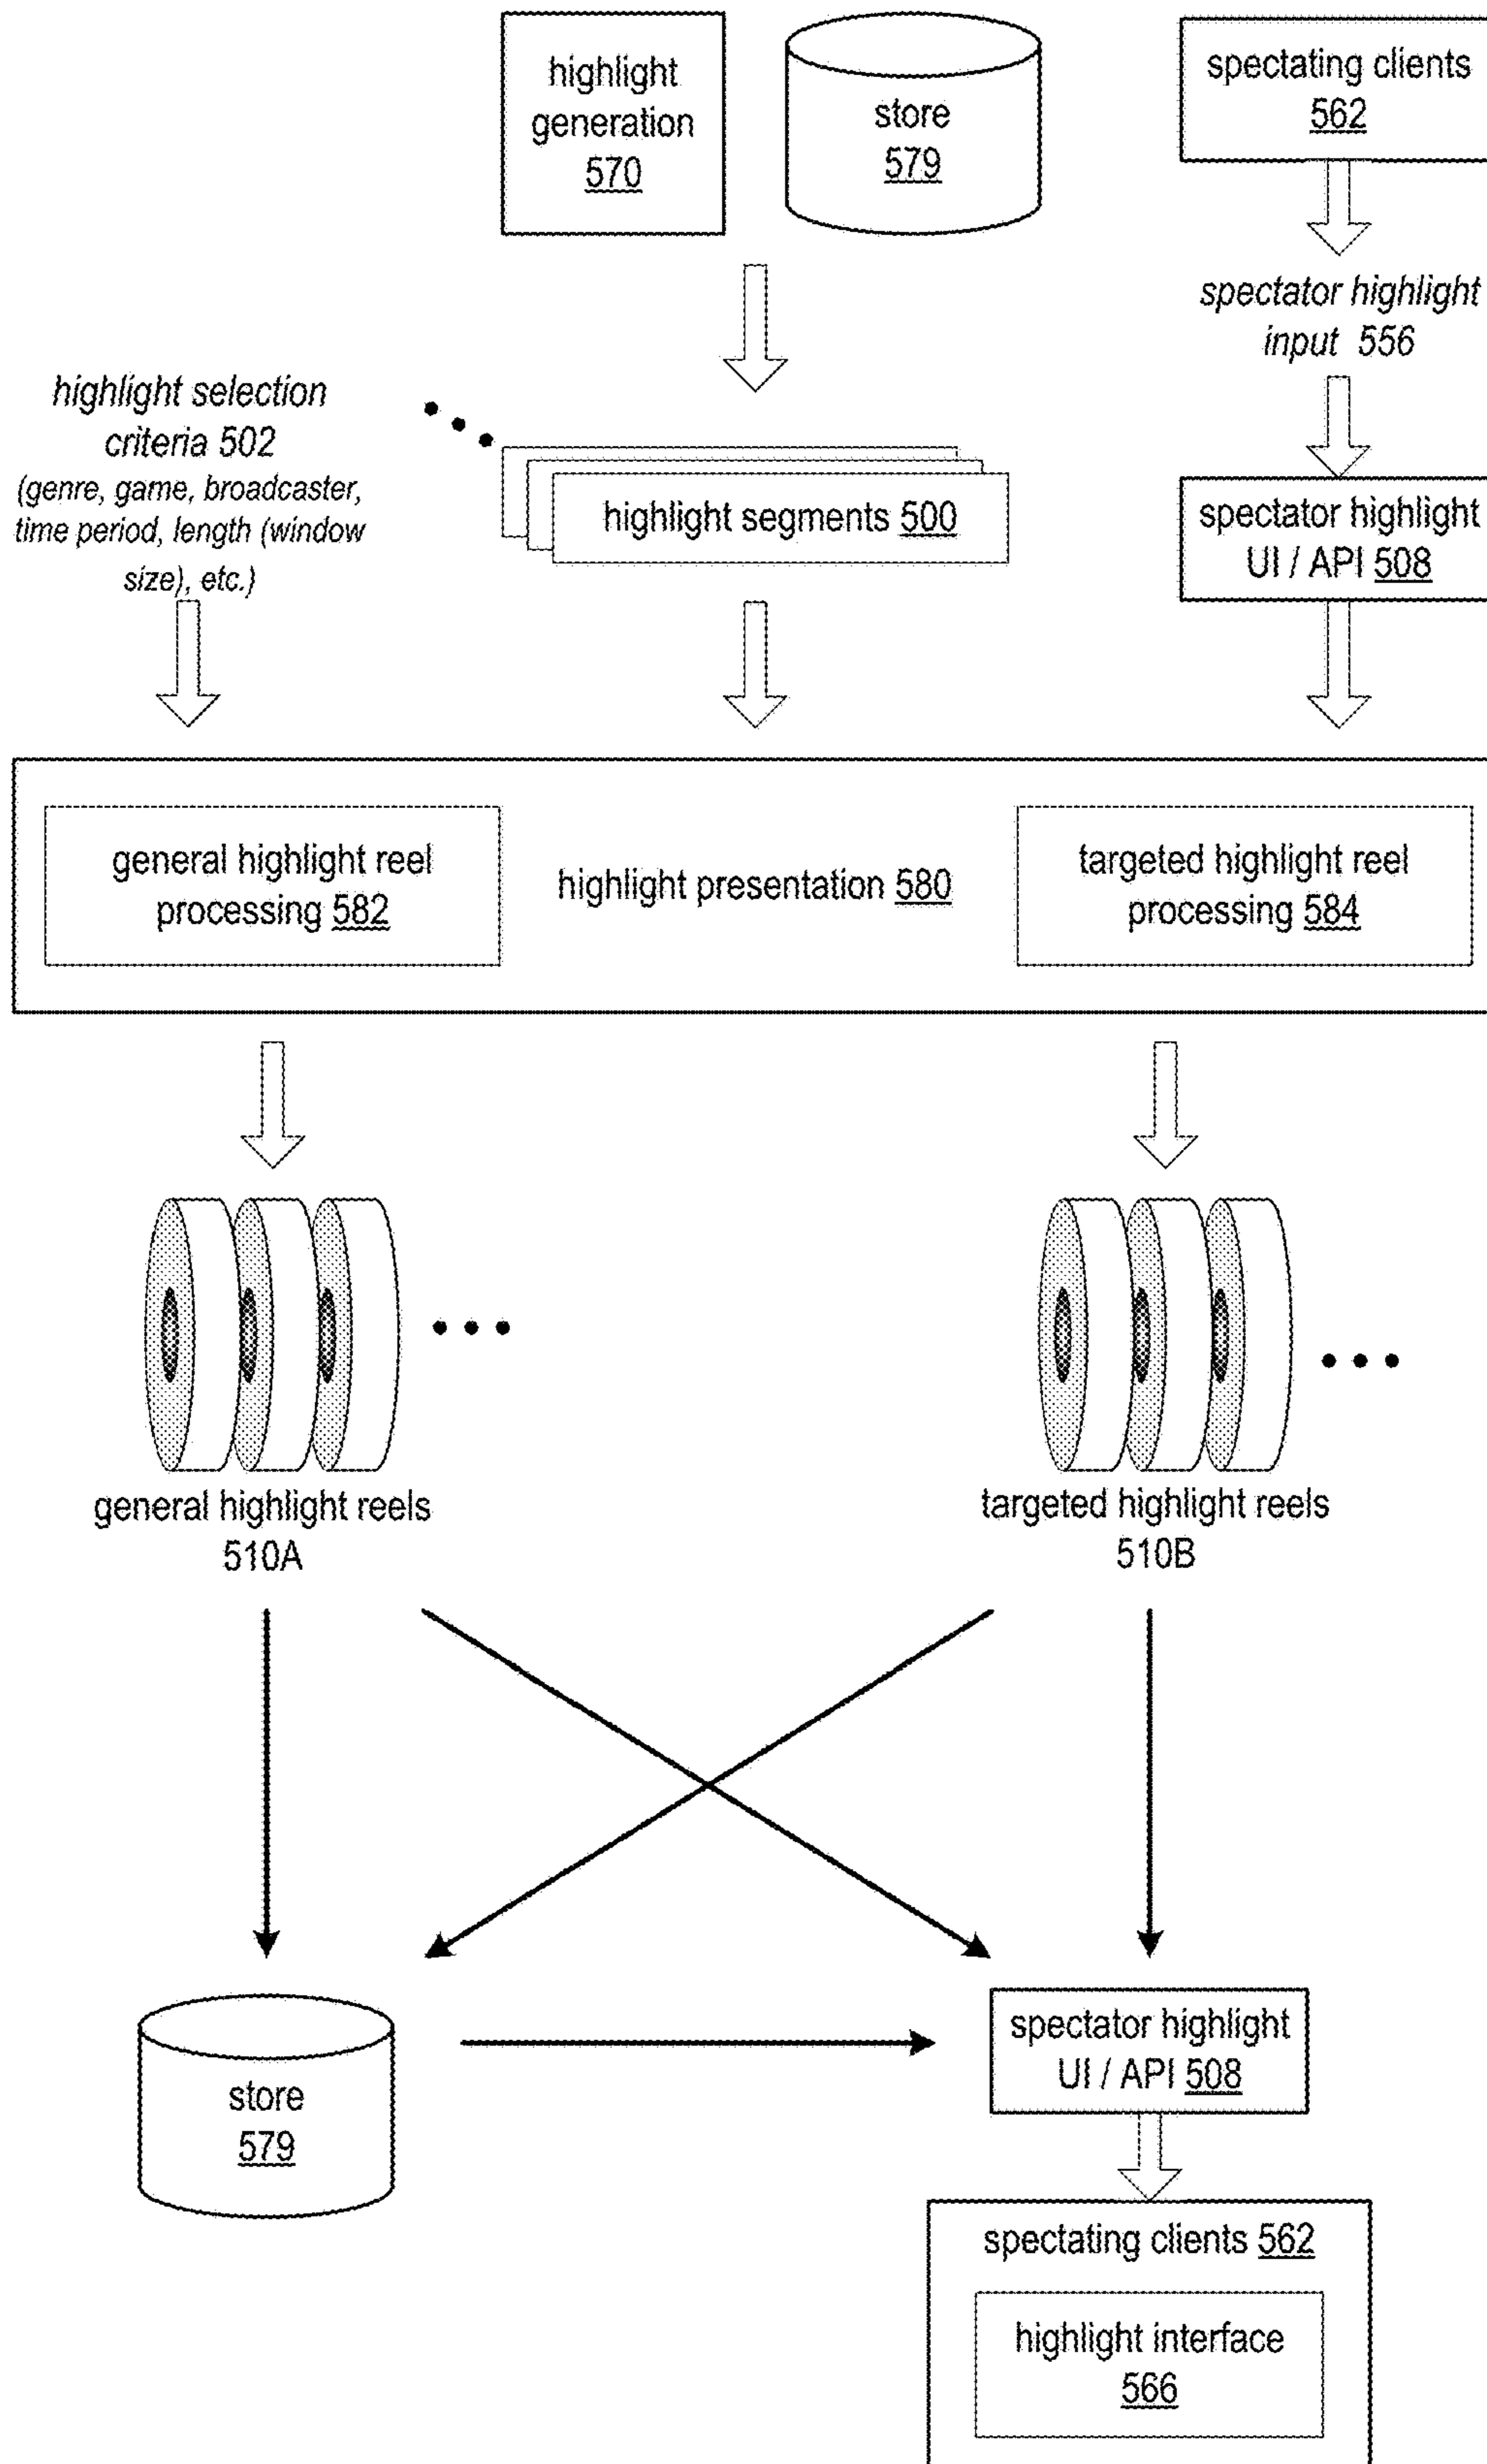 highlight
generation
570
store
579
spectating clients
562
spectator highlight
input 556
highlight selection
criteria 502
(genre, game, broadcaster,
time period, length (window
size), etc.)
highlight segments 500
spectator highlight
UI / API 508
general highlight reel
processing 582
highlight presentation 580
targeted highlight reel
processing 584
general highlight reels
510A
targeted highlight reels
510B
store
579
spectator highlight
UI / API 508
spectating clients 562
highlight interface
566